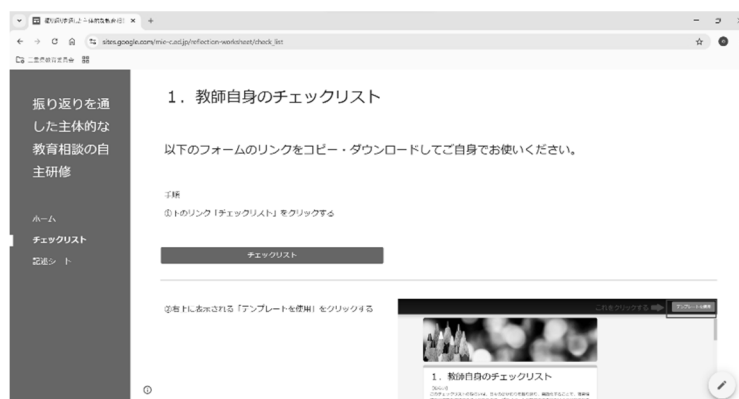 sites.google.com/mie-c.ed.jp/reflection-worksheet/check_list
振り返りを通
した主体的な
教育相談の自
主研修
ホーム
チェックリスト
記述シート
1．教師自身のチェックリスト
以下のフォームのリンクをコピー・ダウンロードしてご自身でお使いください。
手順
①下のリンク「チェックリスト」をクリックする
チェックリスト
②右上に表示される「テンプレートを使用」をクリックする
これをクリックする
テンプレートを使用
1．教師自身のチェックリスト